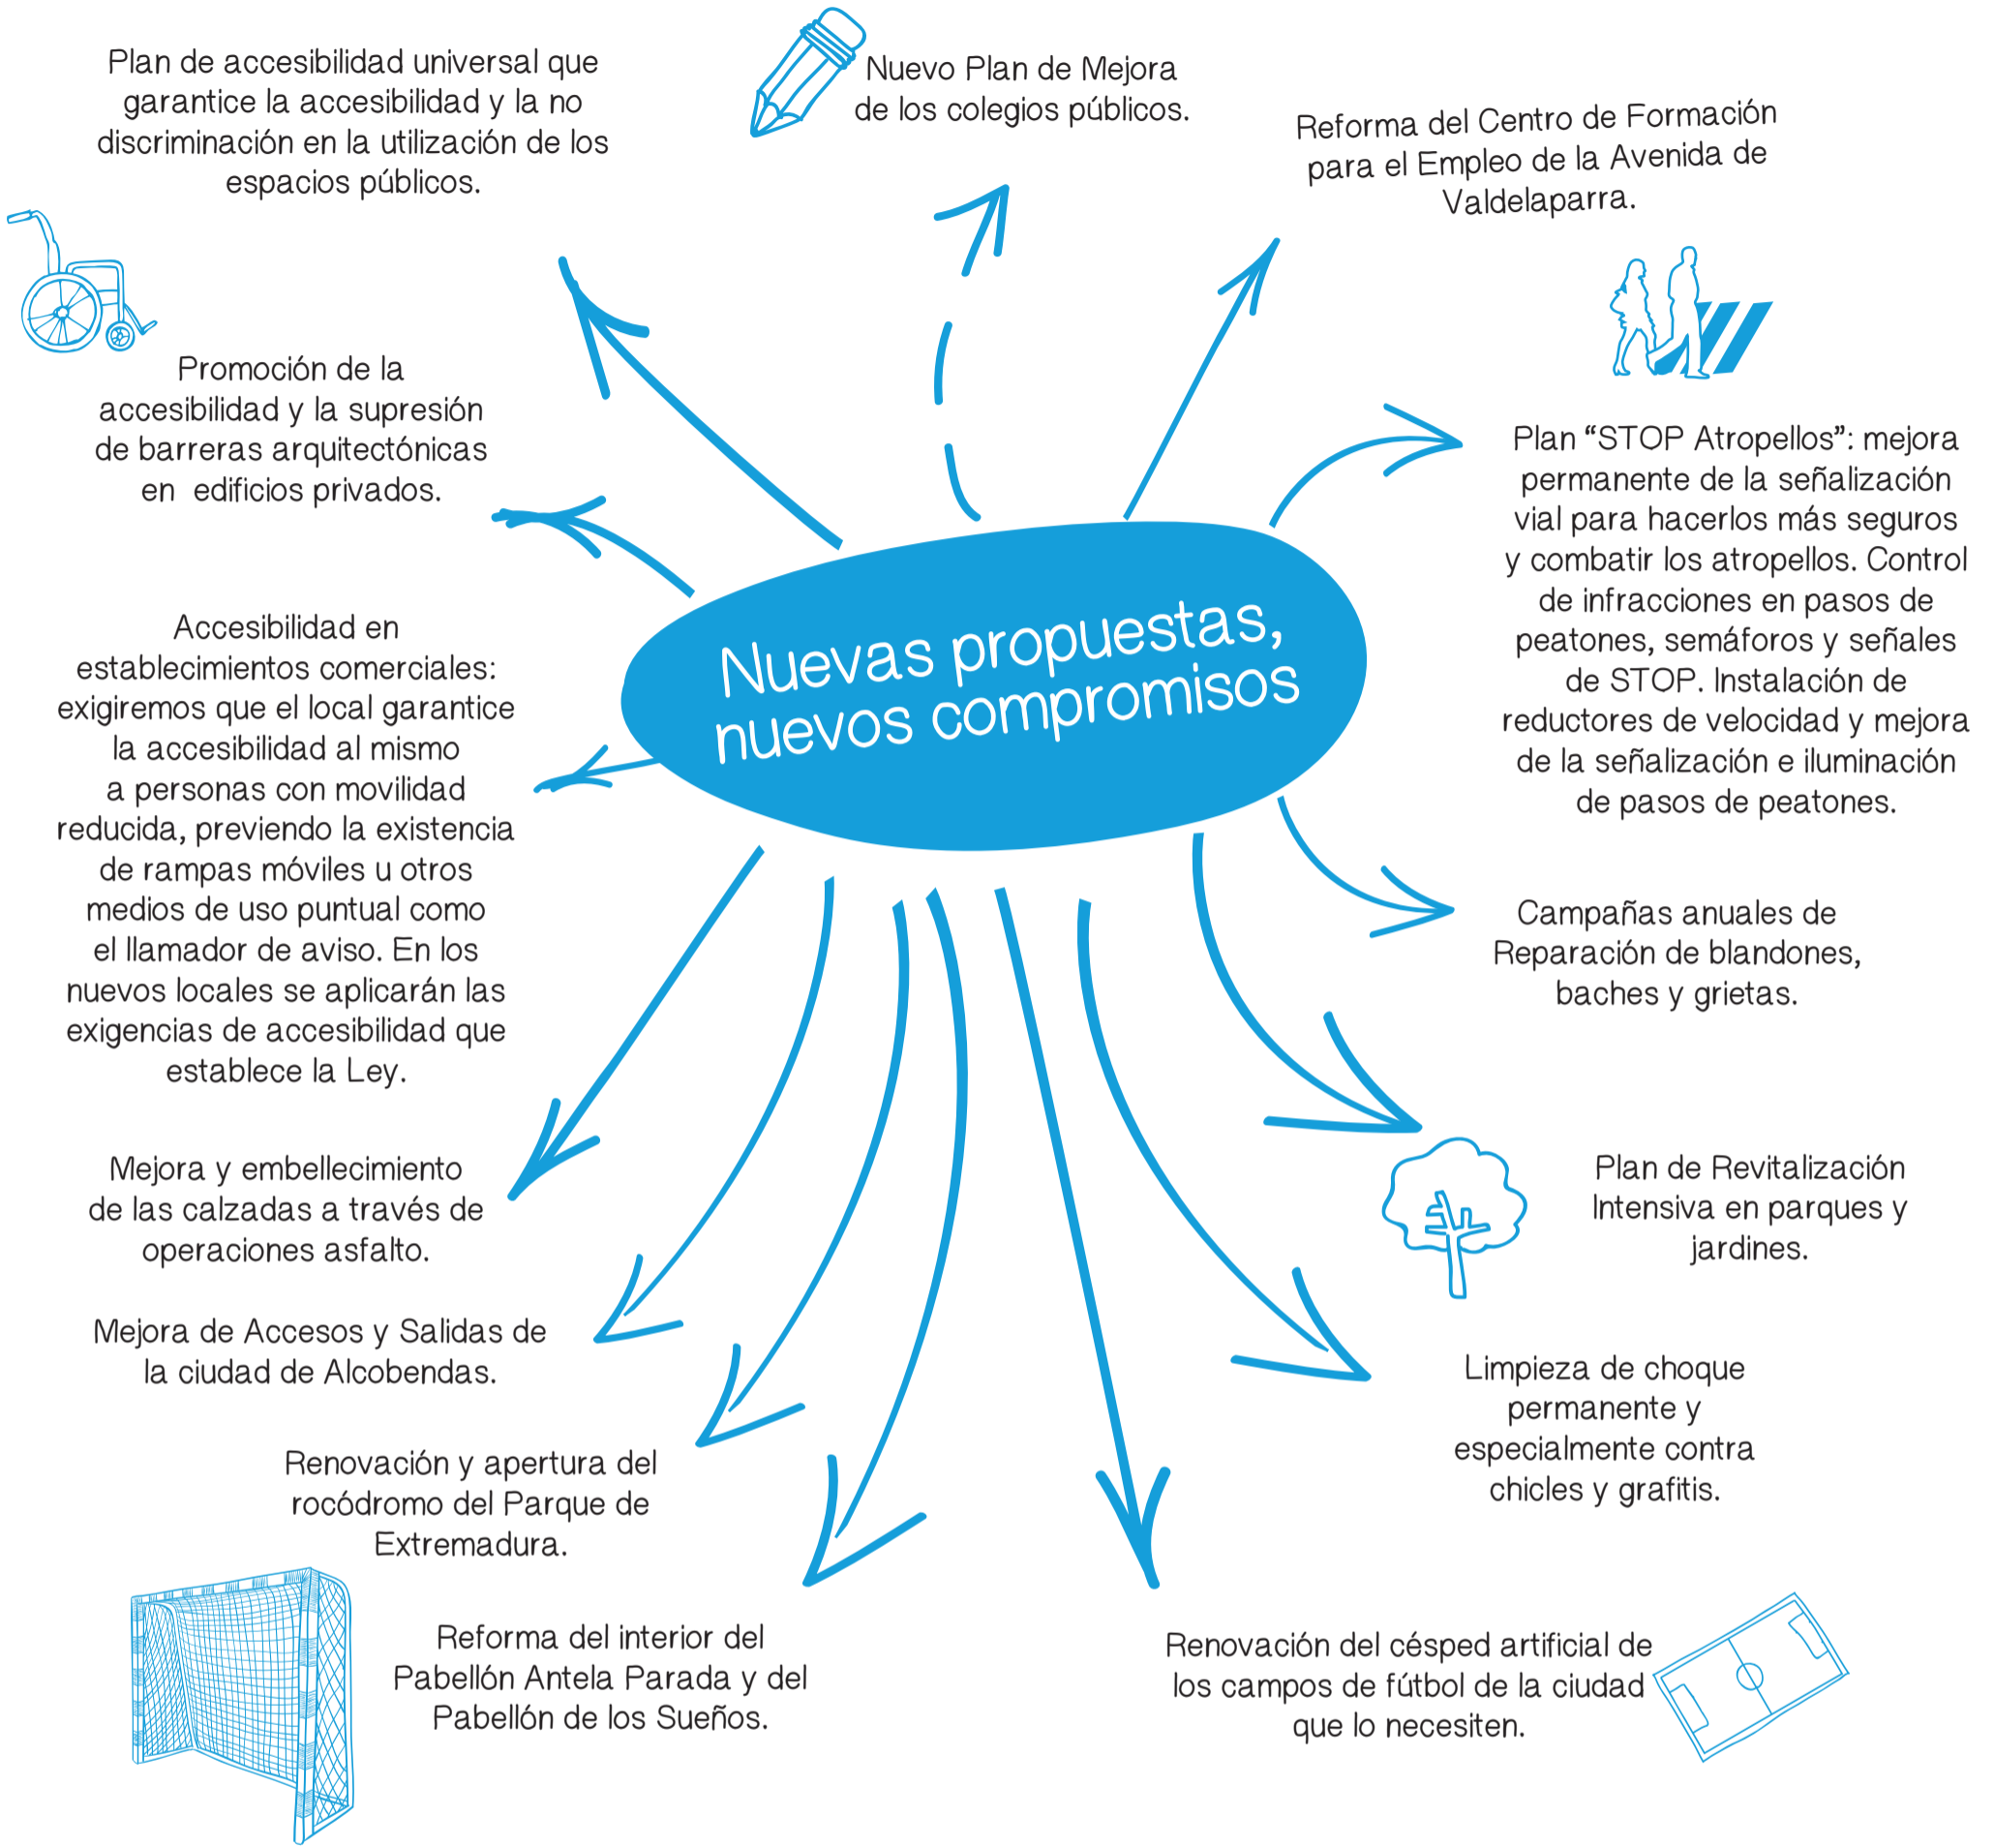 Plan de accesibilidad universal que
garantice la accesibilidad y la no
discriminación en la utilización de los
espacios públicos.
Nuevo Plan de Mejora
de los colegios públicos.
Reforma del Centro de Formación
para el Empleo de la Avenida de
Valdelaparra.
Promoción de la
accesibilidad y la supresión
de barreras arquitectónicas
en edificios privados.
Plan “STOP Atropellos”: mejora
permanente de la señalización
vial para hacerlos más seguros
y combatir los atropellos. Control
de infracciones en pasos de
peatones, semáforos y señales
de STOP. Instalación de
reductores de velocidad y mejora
de la señalización e iluminación
de pasos de peatones.
Nuevas propuestas,
nuevos compromisos
Accesibilidad en
establecimientos comerciales:
exigiremos que el local garantice
la accesibilidad al mismo
a personas con movilidad
reducida, previendo la existencia
de rampas móviles u otros
medios de uso puntual como
el llamador de aviso. En los
nuevos locales se aplicarán las
exigencias de accesibilidad que
establece la Ley.
Campañas anuales de
Reparación de blandones,
baches y grietas.
Mejora y embellecimiento
de las calzadas a través de
operaciones asfalto.
Plan de Revitalización
Intensiva en parques y
jardines.
Mejora de Accesos y Salidas de
la ciudad de Alcobendas.
Limpieza de choque
permanente y
especialmente contra
chicles y grafitis.
Renovación y apertura del
rocódromo del Parque de
Extremadura.
Reforma del interior del
Pabellón Antela Parada y del
Pabellón de los Sueños.
Renovación del césped artificial de
los campos de fútbol de la ciudad
que lo necesiten.